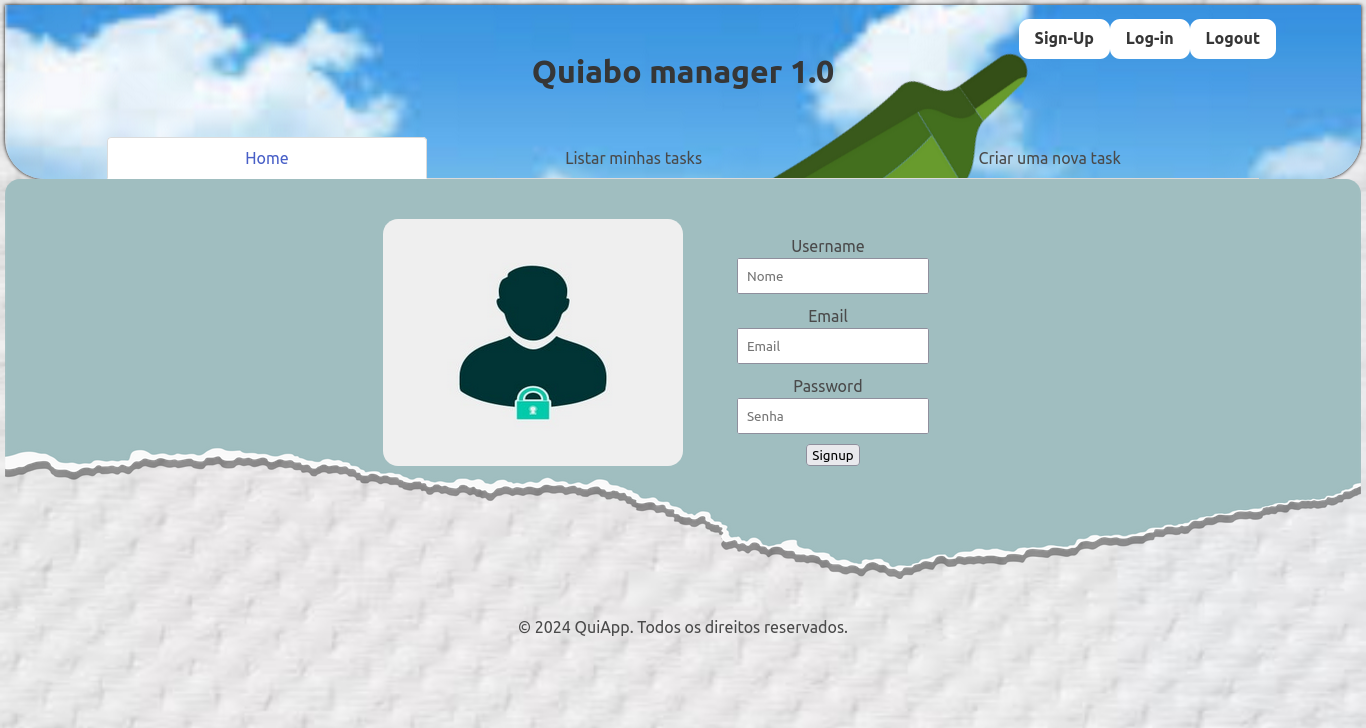 Sign-Up Log-in Logout
Quiabo manager 1.0
Home Listar minhas tasks Criar uma nova task
Username
Nome
Email
Email
Password
Senha
Signup
© 2024 QuiApp. Todos os direitos reservados.